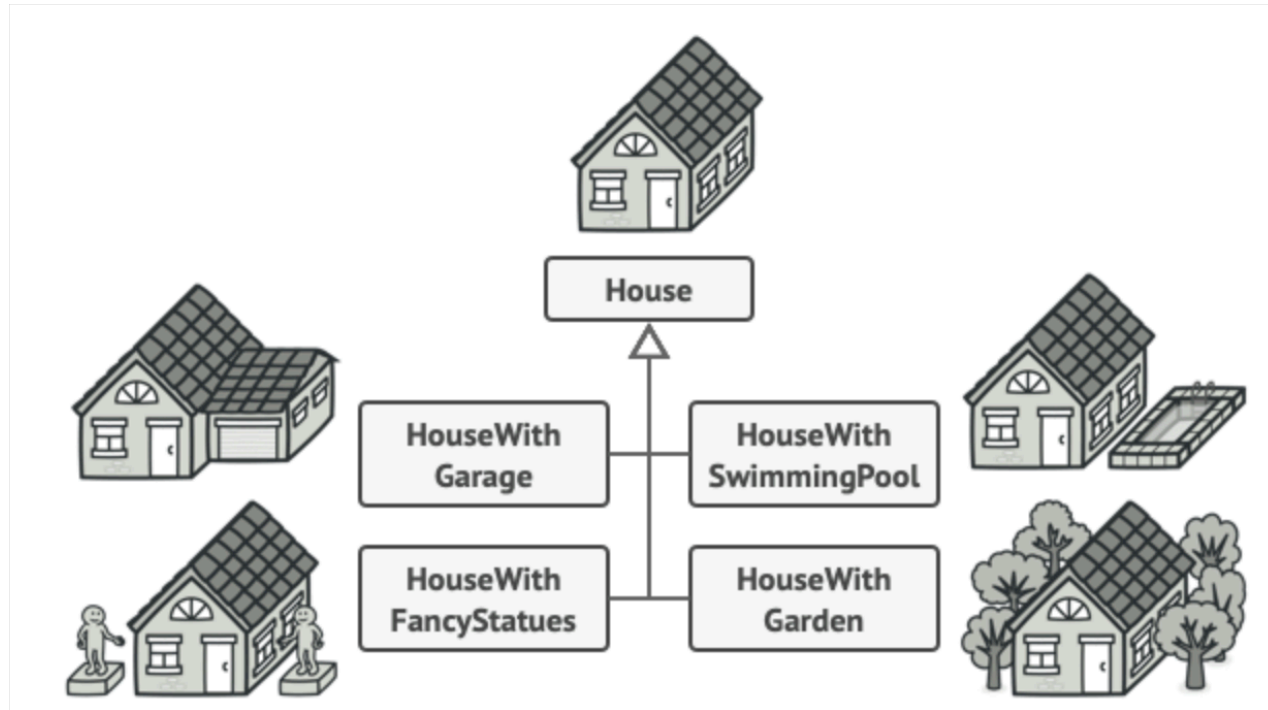 House
HouseWith
Garage
HouseWith
SwimmingPool
HouseWith
FancyStatues
HouseWith
Garden